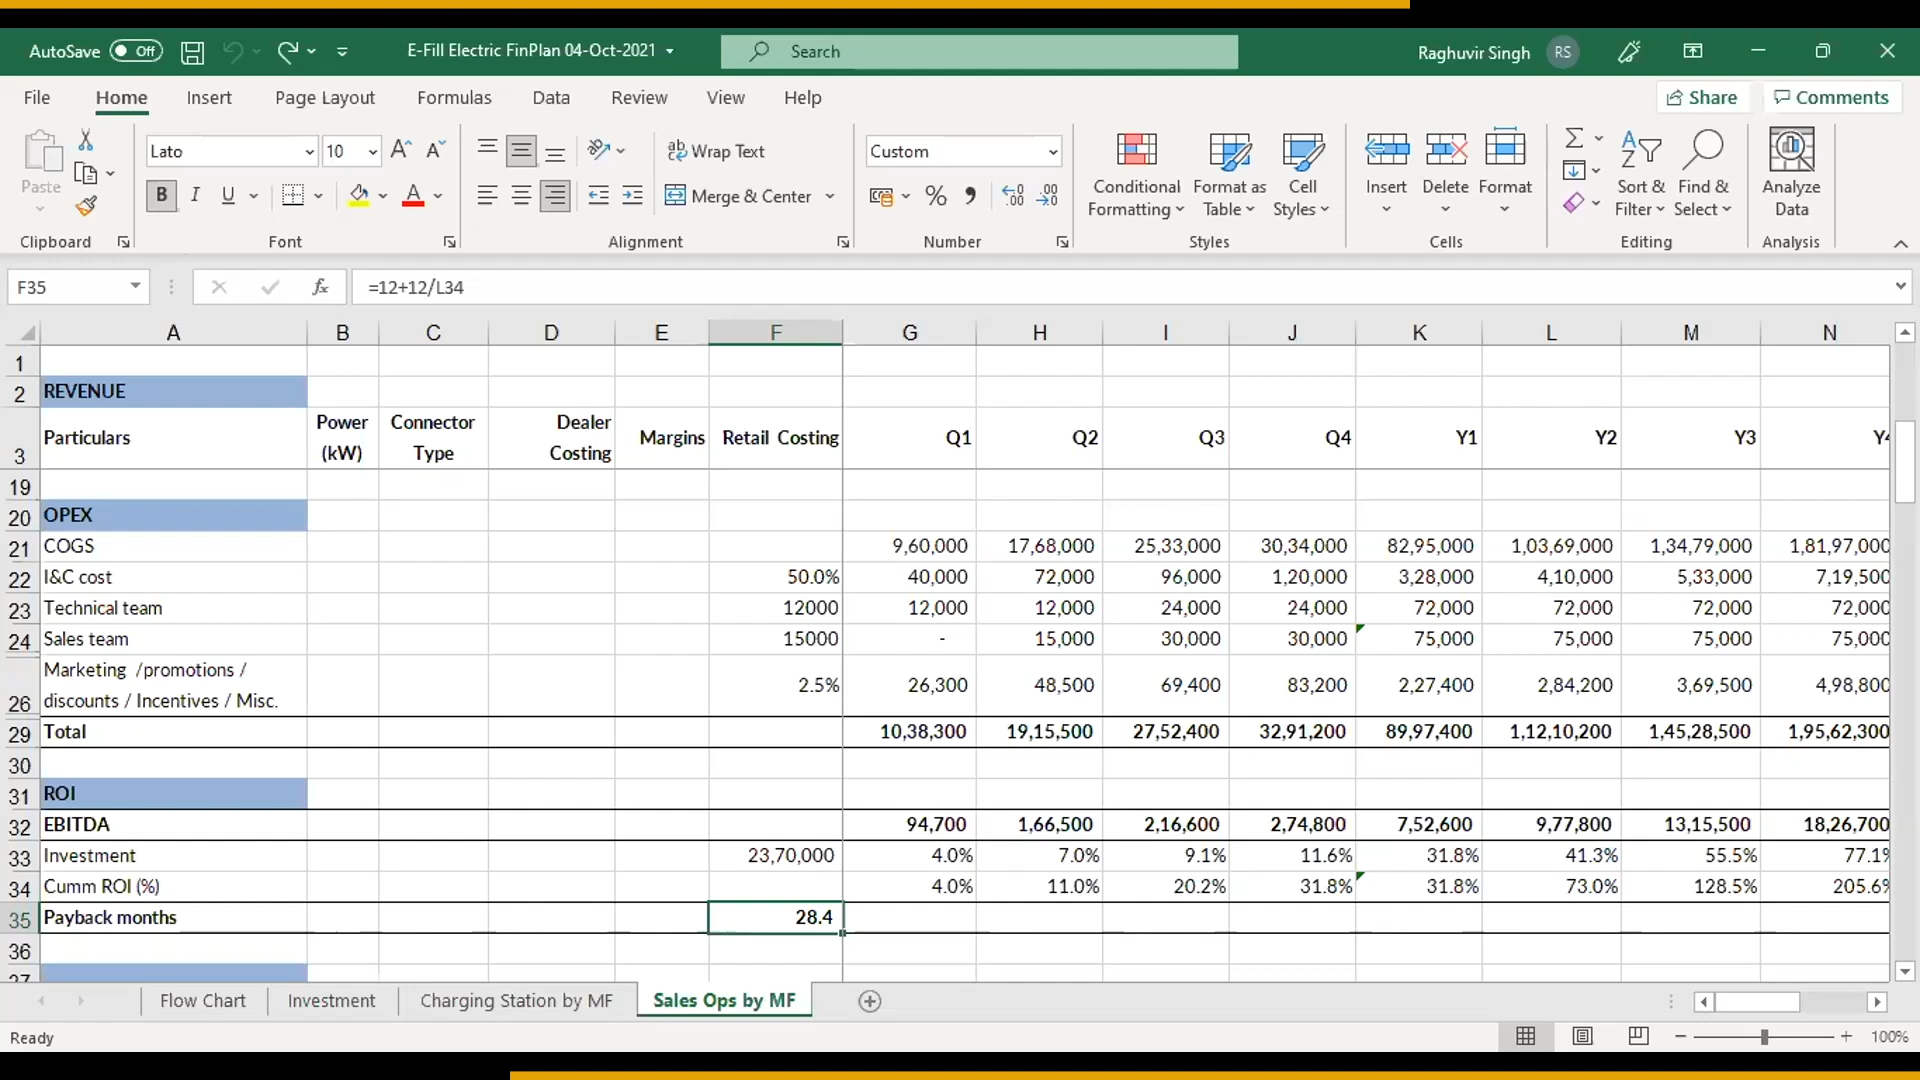 AutoSave Off E-Fill Electric FinPlan 04-Oct-2021 Search Raghuvir Singh RS
File Home Insert Page Layout Formulas Data Review View Help Share Comments
Paste Lato 10 Wrap Text Custom Conditional Formatting Format as Table Cell Styles Insert Delete Format Sort & Filter Find & Select Analyze Data
B I U Merge & Center %
Clipboard Font Alignment Number Styles Cells Editing Analysis
F35 fx =12+12/L34
A B C D E F G H I J K L M N
1
2 REVENUE
3 Particulars Power (kW) Connector Type Dealer Costing Margins Retail Costing Q1 Q2 Q3 Q4 Y1 Y2 Y3
19
20 OPEX
21 COGS 9,60,000 17,68,000 25,33,000 30,34,000 82,95,000 1,03,69,000 1,34,79,000 1,81,97,000
22 I&C cost 50.0% 40,000 72,000 96,000 1,20,000 3,28,000 4,10,000 5,33,000 7,19,500
23 Technical team 12000 12,000 12,000 24,000 24,000 72,000 72,000 72,000 72,000
24 Sales team 15000 - 15,000 30,000 30,000 75,000 75,000 75,000 75,000
26 Marketing /promotions / discounts / Incentives / Misc. 2.5% 26,300 48,500 69,400 83,200 2,27,400 2,84,200 3,69,500 4,98,800
29 Total 10,38,300 19,15,500 27,52,400 32,91,200 89,97,400 1,12,10,200 1,45,28,500 1,95,62,300
30
31 ROI
32 EBITDA 94,700 1,66,500 2,16,600 2,74,800 7,52,600 9,77,800 13,15,500 18,26,700
33 Investment 23,70,000 4.0% 7.0% 9.1% 11.6% 31.8% 41.3% 55.5% 77.1%
34 Cumm ROI (%) 4.0% 11.0% 20.2% 31.8% 31.8% 73.0% 128.5% 205.6%
35 Payback months 28.4
36
Flow Chart Investment Charging Station by MF Sales Ops by MF
Ready 100%